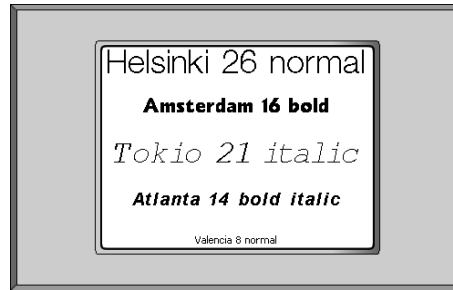 Helsinki 26 normal
Amsterdam 16 bold
Tokio 21 italic
Atlanta 14 bold italic
Valencia 8 normal